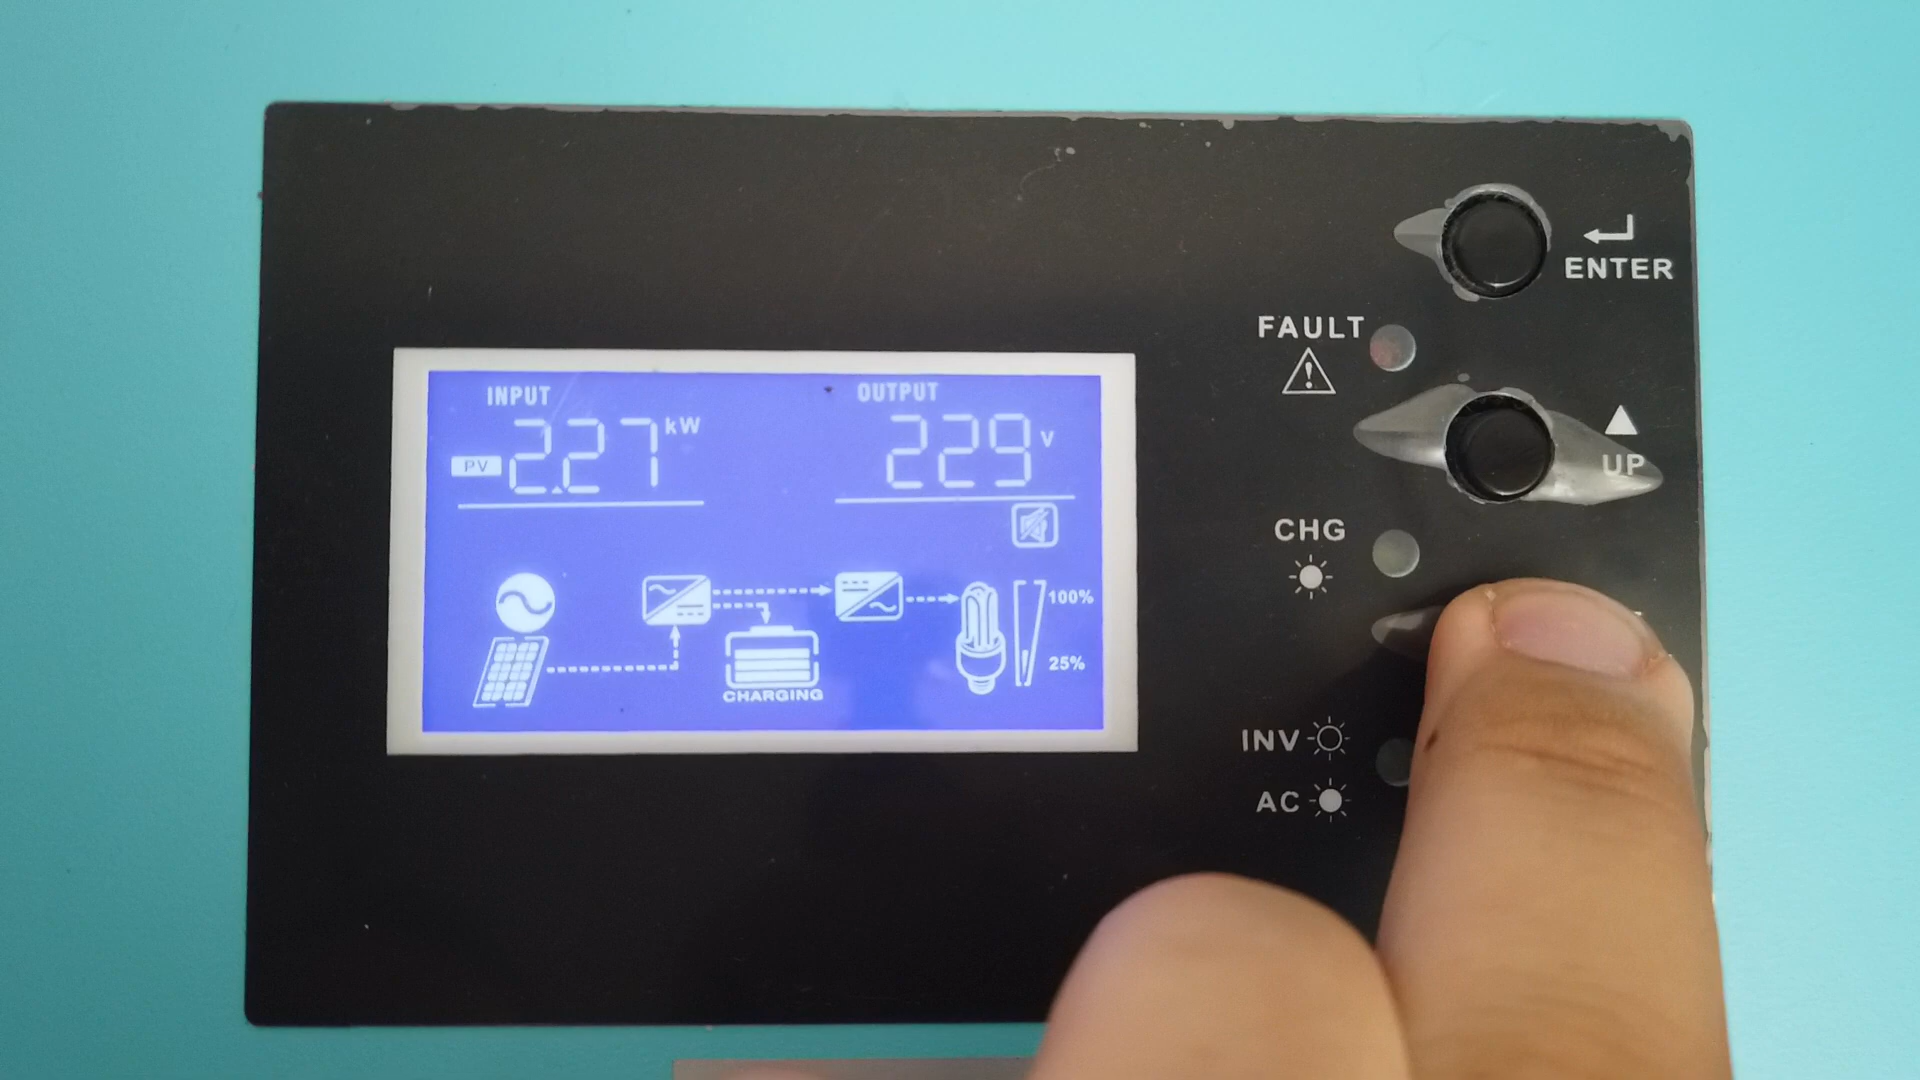 ENTER
FAULT
INPUT
OUTPUT
PV 2.27 kW
229 V
UP
CHG
100%
25%
CHARGING
INV
AC